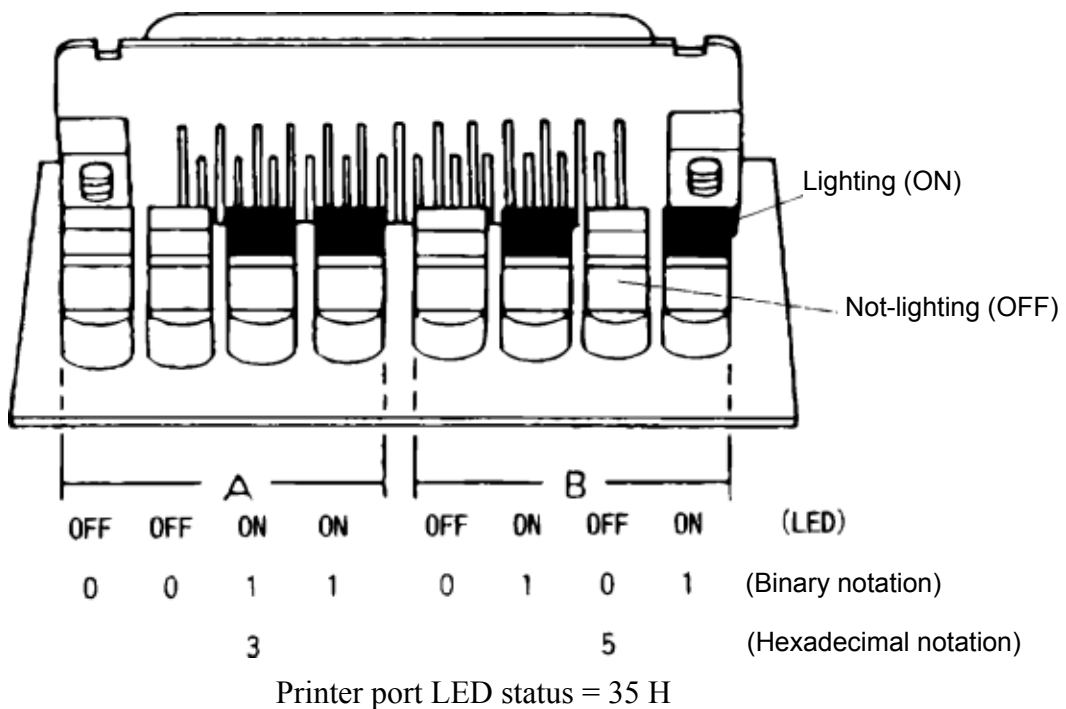 Lighting (ON)
Not-lighting (OFF)
A B
OFF OFF ON ON OFF ON OFF ON (LED)
0 0 1 1 0 1 0 1 (Binary notation)
3 5 (Hexadecimal notation)
Printer port LED status = 35 H